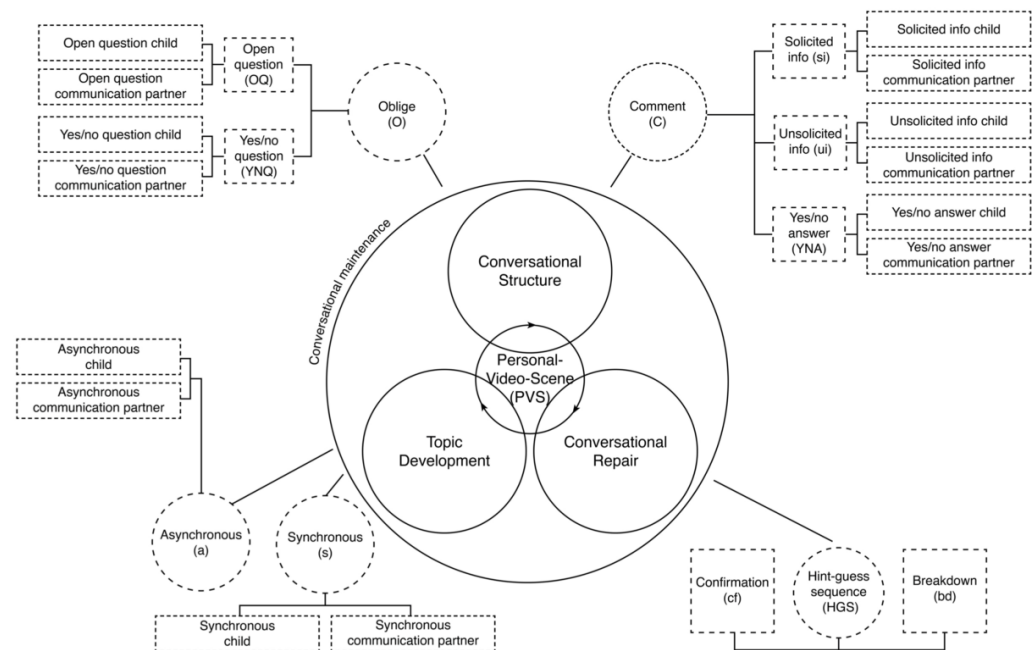 Open question child
Open question
communication partner
Open
question
(OQ)
Yes/no question child
Yes/no question
communication partner
Yes/no
question
(YNQ)
Oblige
(O)
Comment
(C)
Solicited
info (si)
Solicited info child
Solicited info
communication partner
Unsolicited
info (ui)
Unsolicited info child
Unsolicited info
communication partner
Yes/no
answer
(YNA)
Yes/no answer child
Yes/no answer
communication partner
Conversational maintenance
Conversational
Structure
Personal-
Video-Scene
(PVS)
Topic
Development
Conversational
Repair
Asynchronous
child
Asynchronous
communication partner
Asynchronous
(a)
Synchronous
(s)
Synchronous
child
Synchronous
communication partner
Confirmation
(cf)
Hint-guess
sequence
(HGS)
Breakdown
(bd)